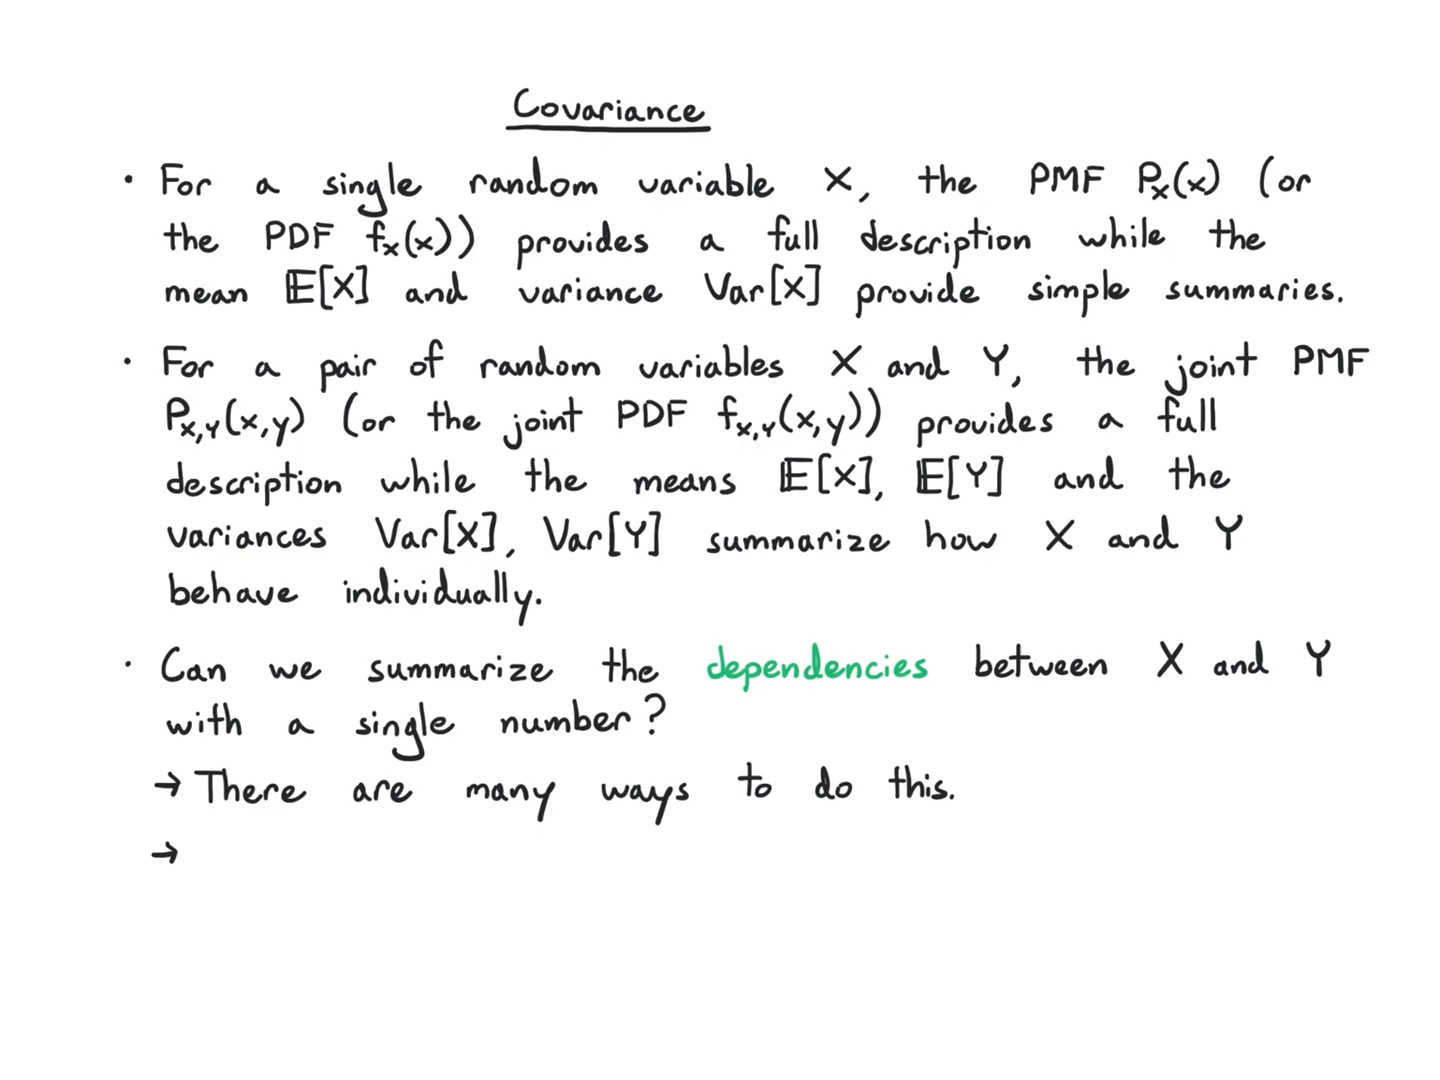 Covariance
• For a single random variable X, the PMF Pₓ(x) (or
the PDF fₓ(x)) provides a full description while the
mean 𝔼[X] and variance Var[X] provide simple summaries.
• For a pair of random variables X and Y, the joint PMF
P_{X,Y}(x,y) (or the joint PDF f_{X,Y}(x,y)) provides a full
description while the means 𝔼[X], 𝔼[Y] and the
variances Var[X], Var[Y] summarize how X and Y
behave individually.
• Can we summarize the dependencies between X and Y
with a single number?
→ There are many ways to do this.
→